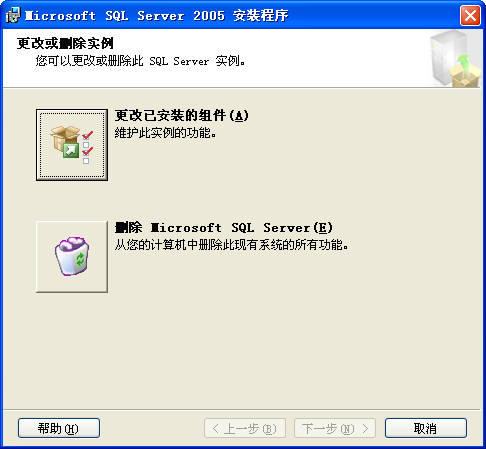 Microsoft SQL Server 2005 安装程序
更改或删除实例
您可以更改或删除此 SQL Server 实例。
更改已安装的组件(A)
维护此实例的功能。
删除 Microsoft SQL Server(E)
从您的计算机中删除此现有系统的所有功能。
帮助(H)
< 上一步(B)
下一步(N) >
取消